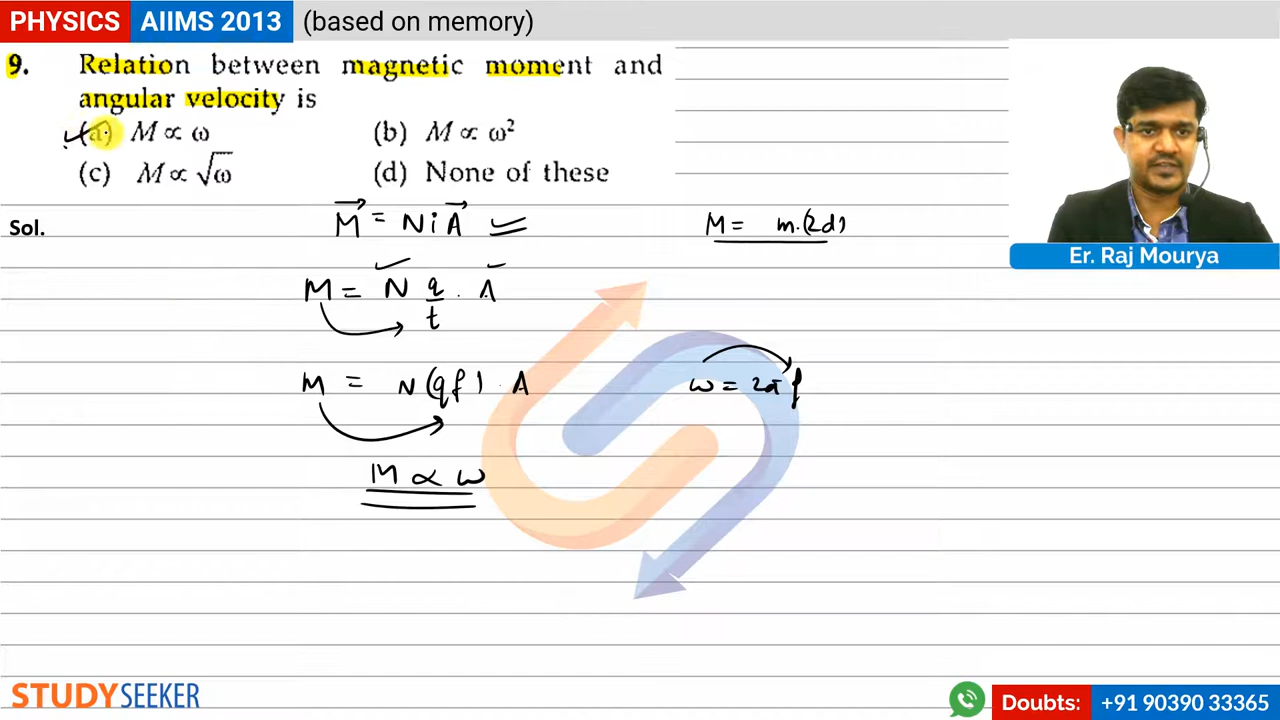 PHYSICS AIIMS 2013 (based on memory)
9. Relation between magnetic moment and
angular velocity is
(a) M ∝ ω (b) M ∝ ω²
(c) M ∝ √ω (d) None of these
Er. Raj Mourya
Sol. M⃗ = NiA⃗ M = m.(2d)
M = N q/t . A
M = N(qf) . A ω = 2πf
M ∝ ω
STUDYSEEKER
Doubts: +91 90390 33365